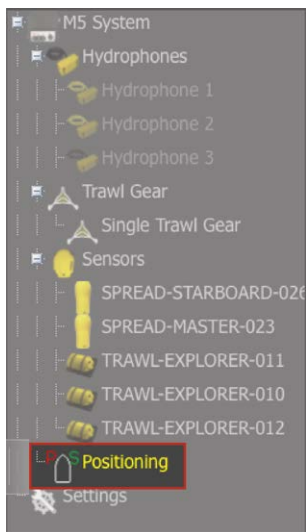 M5 System
Hydrophones
Hydrophone 1
Hydrophone 2
Hydrophone 3
Trawl Gear
Single Trawl Gear
Sensors
SPREAD-STARBOARD-026
SPREAD-MASTER-023
TRAWL-EXPLORER-011
TRAWL-EXPLORER-010
TRAWL-EXPLORER-012
P S Positioning
Settings